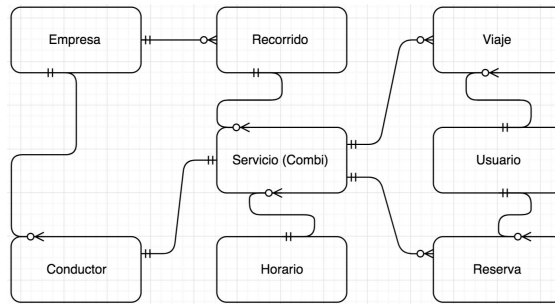 Empresa
Recorrido
Viaje
Servicio (Combi)
Usuario
Conductor
Horario
Reserva